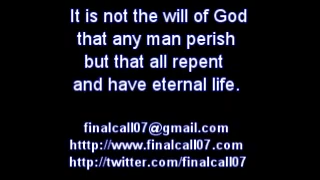 It is not the will of God
that any man perish
but that all repent
and have eternal life.
finalcall07@gmail.com
htttp://www.finalcall07.com
http://twitter.com/finalcall07